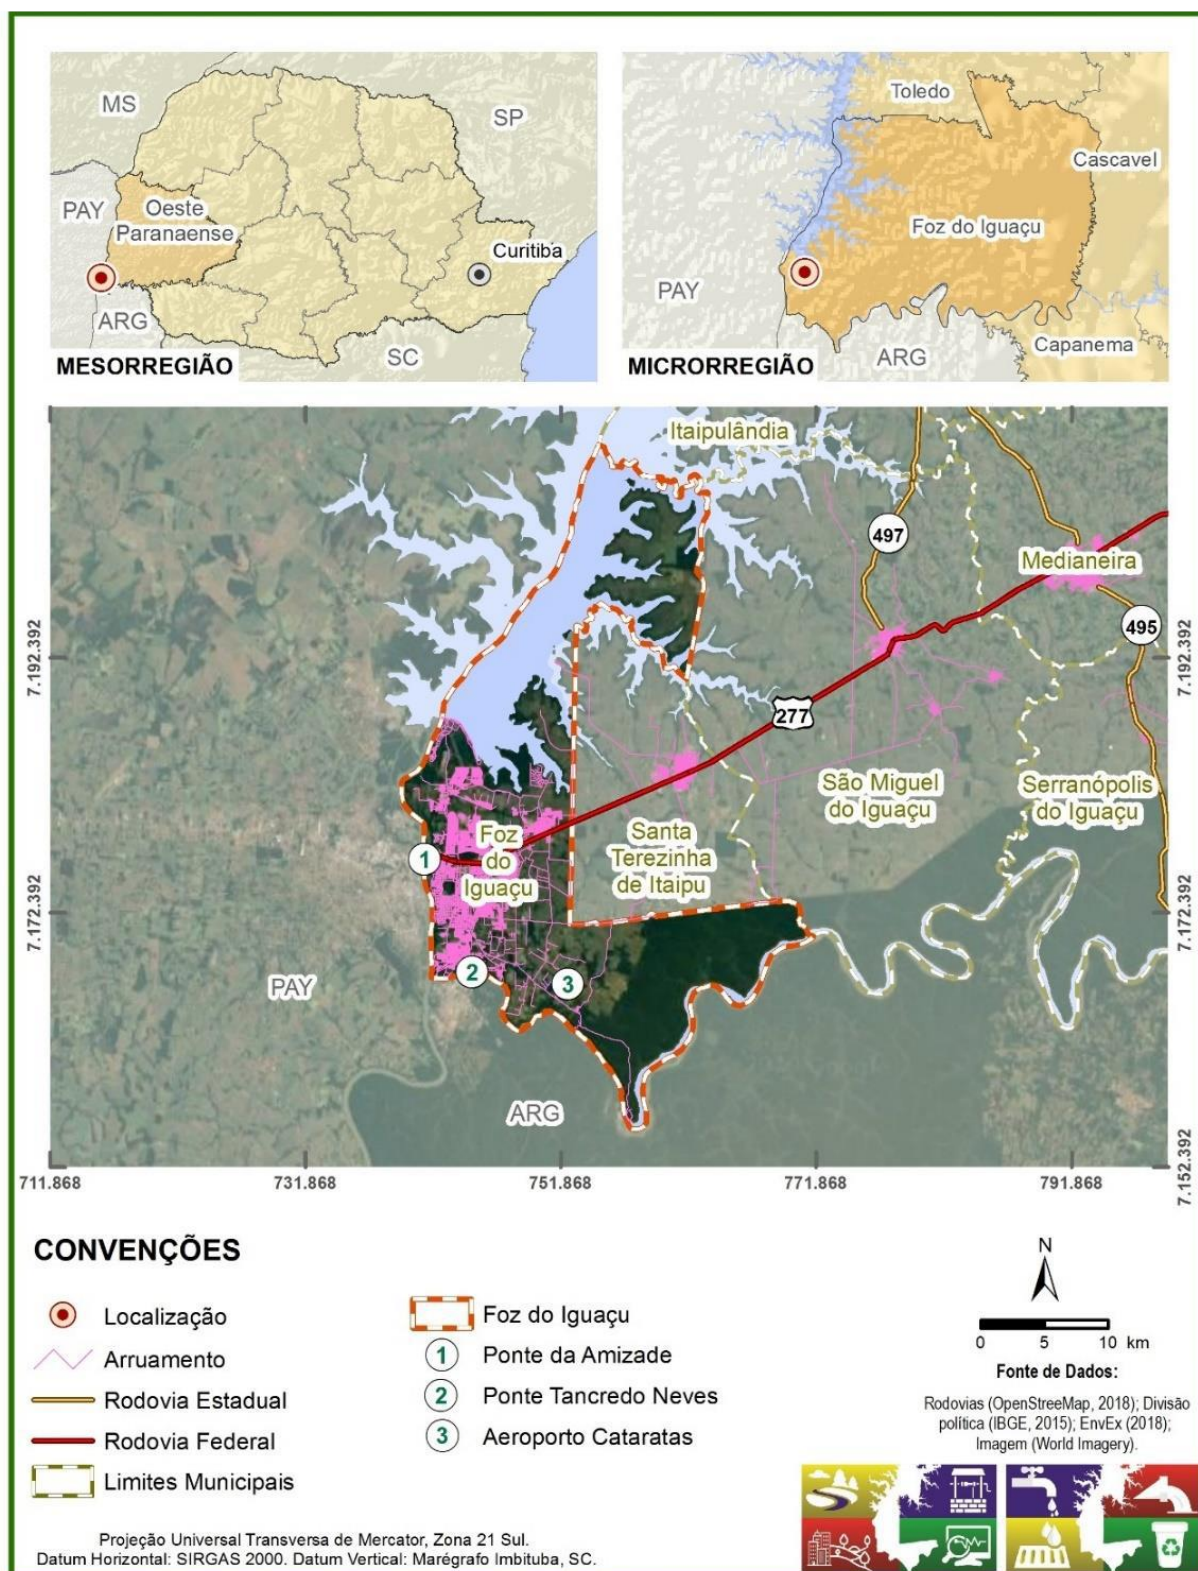 MS
SP
PAY
Oeste
Paranaense
Curitiba
ARG
SC
MESORREGIÃO
Toledo
Cascavel
Foz do Iguaçu
PAY
ARG
Capanema
MICRORREGIÃO
Itaipulândia
497
Medianeira
495
7.192.392
7.192.392
277
São Miguel
do Iguaçu
Serranópolis
do Iguaçu
Foz
do
Iguaçu
Santa
Terezinha
de Itaipu
1
7.172.392
7.172.392
2
3
PAY
ARG
7.152.392
711.868
731.868
751.868
771.868
791.868
CONVENÇÕES
Localização
Arruamento
Rodovia Estadual
Rodovia Federal
Limites Municipais
Foz do Iguaçu
1 Ponte da Amizade
2 Ponte Tancredo Neves
3 Aeroporto Cataratas
N
0 5 10 km
Fonte de Dados:
Rodovias (OpenStreeMap, 2018); Divisão
política (IBGE, 2015); EnvEx (2018);
Imagem (World Imagery).
Projeção Universal Transversa de Mercator, Zona 21 Sul.
Datum Horizontal: SIRGAS 2000. Datum Vertical: Marégrafo Imbituba, SC.